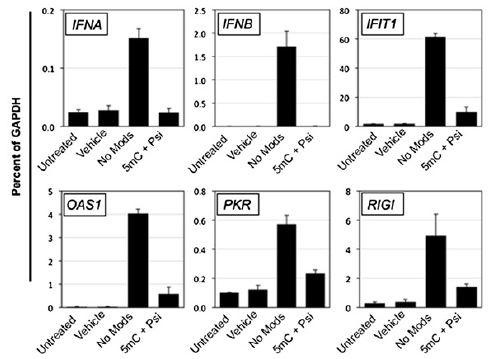 Percent of GAPDH
IFNA
0.2
0.1
0.0
Untreated
Vehicle
No Mods
5mC + Psi
IFNB
2.5
2.0
1.5
1.0
0.5
0.0
Untreated
Vehicle
No Mods
5mC + Psi
IFIT1
80
60
40
20
0
Untreated
Vehicle
No Mods
5mC + Psi
OAS1
5
4
3
2
1
0
Untreated
Vehicle
No Mods
5mC + Psi
PKR
0.8
0.6
0.4
0.2
0.0
Untreated
Vehicle
No Mods
5mC + Psi
RIGI
8
6
4
2
0
Untreated
Vehicle
No Mods
5mC + Psi